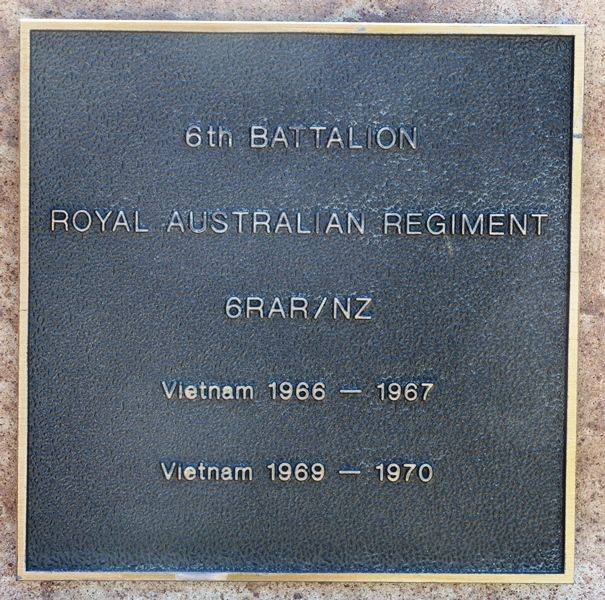 6th BATTALION
ROYAL AUSTRALIAN REGIMENT
6RAR/NZ
Vietnam 1966 — 1967
Vietnam 1969 — 1970